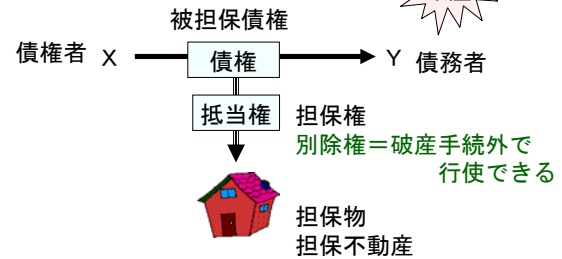 被担保債権
債権者 X
債権
Y 債務者
抵当権
担保権
別除権＝破産手続外で
行使できる
担保物
担保不動産